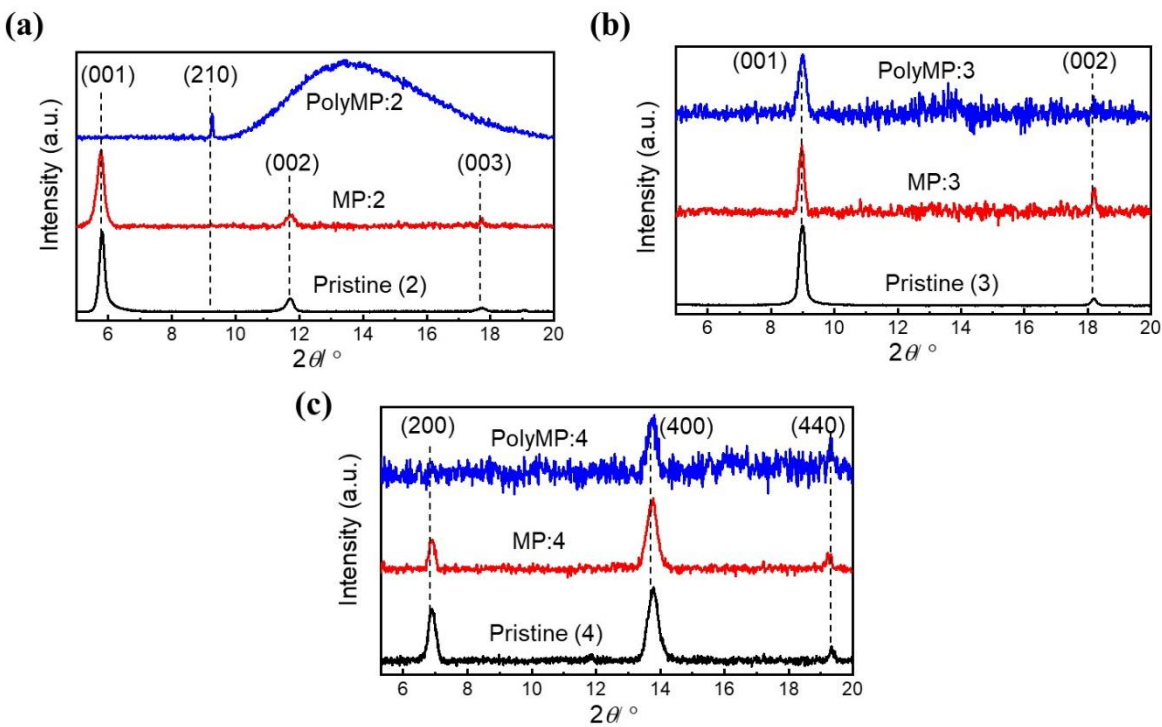 (a)
(001)
(210)
PolyMP:2
(002)
(003)
MP:2
Pristine (2)
Intensity (a.u.)
6 8 10 12 14 16 18 20
2θ/ °
(b)
(001)
(002)
PolyMP:3
MP:3
Pristine (3)
Intensity (a.u.)
6 8 10 12 14 16 18 20
2θ/ °
(c)
(200)
PolyMP:4
(400)
(440)
MP:4
Pristine (4)
Intensity (a.u.)
6 8 10 12 14 16 18 20
2θ/ °